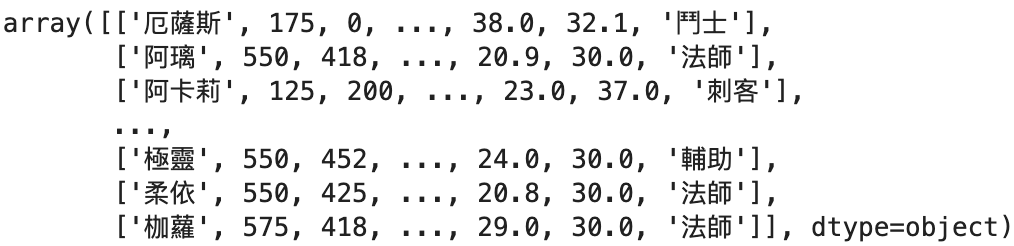 array([['厄薩斯', 175, 0, ..., 38.0, 32.1, '鬥士'],
['阿璃', 550, 418, ..., 20.9, 30.0, '法師'],
['阿卡莉', 125, 200, ..., 23.0, 37.0, '刺客'],
...,
['極靈', 550, 452, ..., 24.0, 30.0, '輔助'],
['柔依', 550, 425, ..., 20.8, 30.0, '法師'],
['枷蘿', 575, 418, ..., 29.0, 30.0, '法師']], dtype=object)